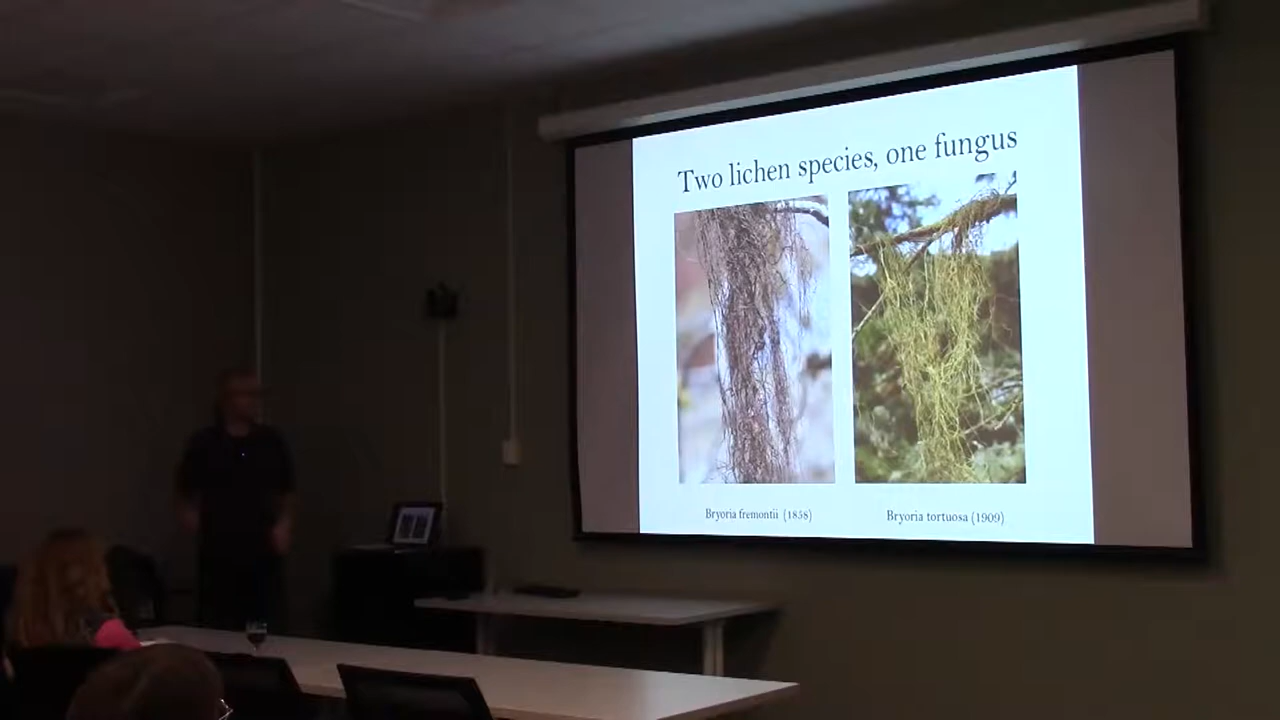 Two lichen species, one fungus
Bryoria fremontii (1858)
Bryoria tortuosa (1909)